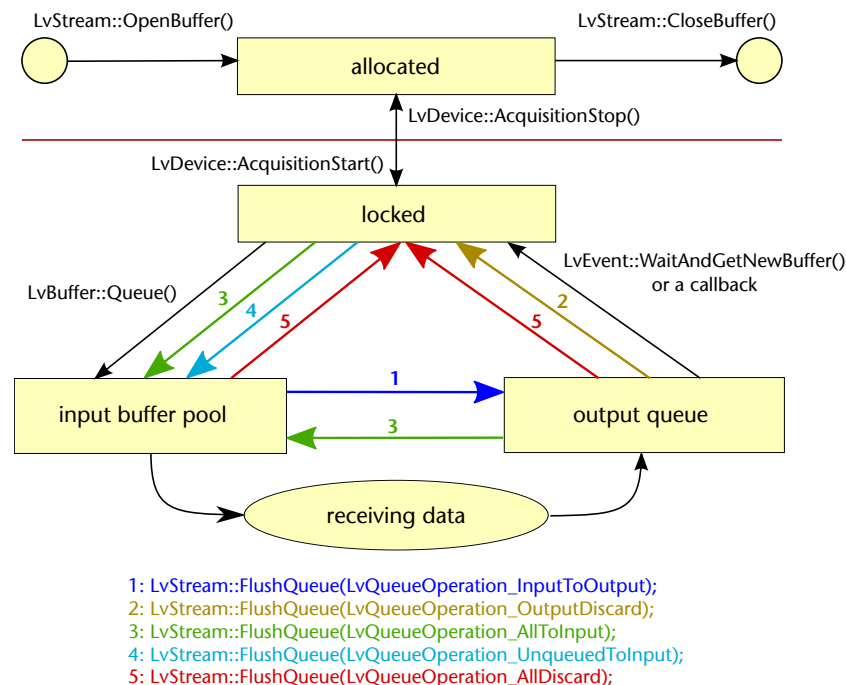 LvStream::OpenBuffer()
LvStream::CloseBuffer()
allocated
LvDevice::AcquisitionStop()
LvDevice::AcquisitionStart()
locked
LvEvent::WaitAndGetNewBuffer()
or a callback
LvBuffer::Queue()
3
4
5
5
2
1
input buffer pool
output queue
3
receiving data
1: LvStream::FlushQueue(LvQueueOperation_InputToOutput);
2: LvStream::FlushQueue(LvQueueOperation_OutputDiscard);
3: LvStream::FlushQueue(LvQueueOperation_AllToInput);
4: LvStream::FlushQueue(LvQueueOperation_UnqueuedToInput);
5: LvStream::FlushQueue(LvQueueOperation_AllDiscard);